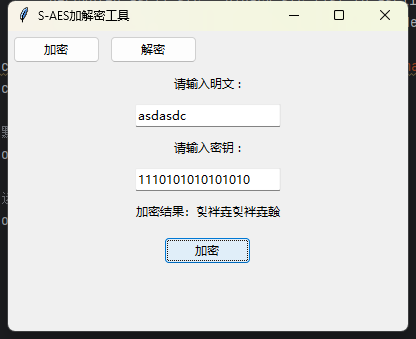 S-AES加解密工具
加密
解密
请输入明文：
asdasdc
请输入密钥：
1110101010101010
加密结果：
加密